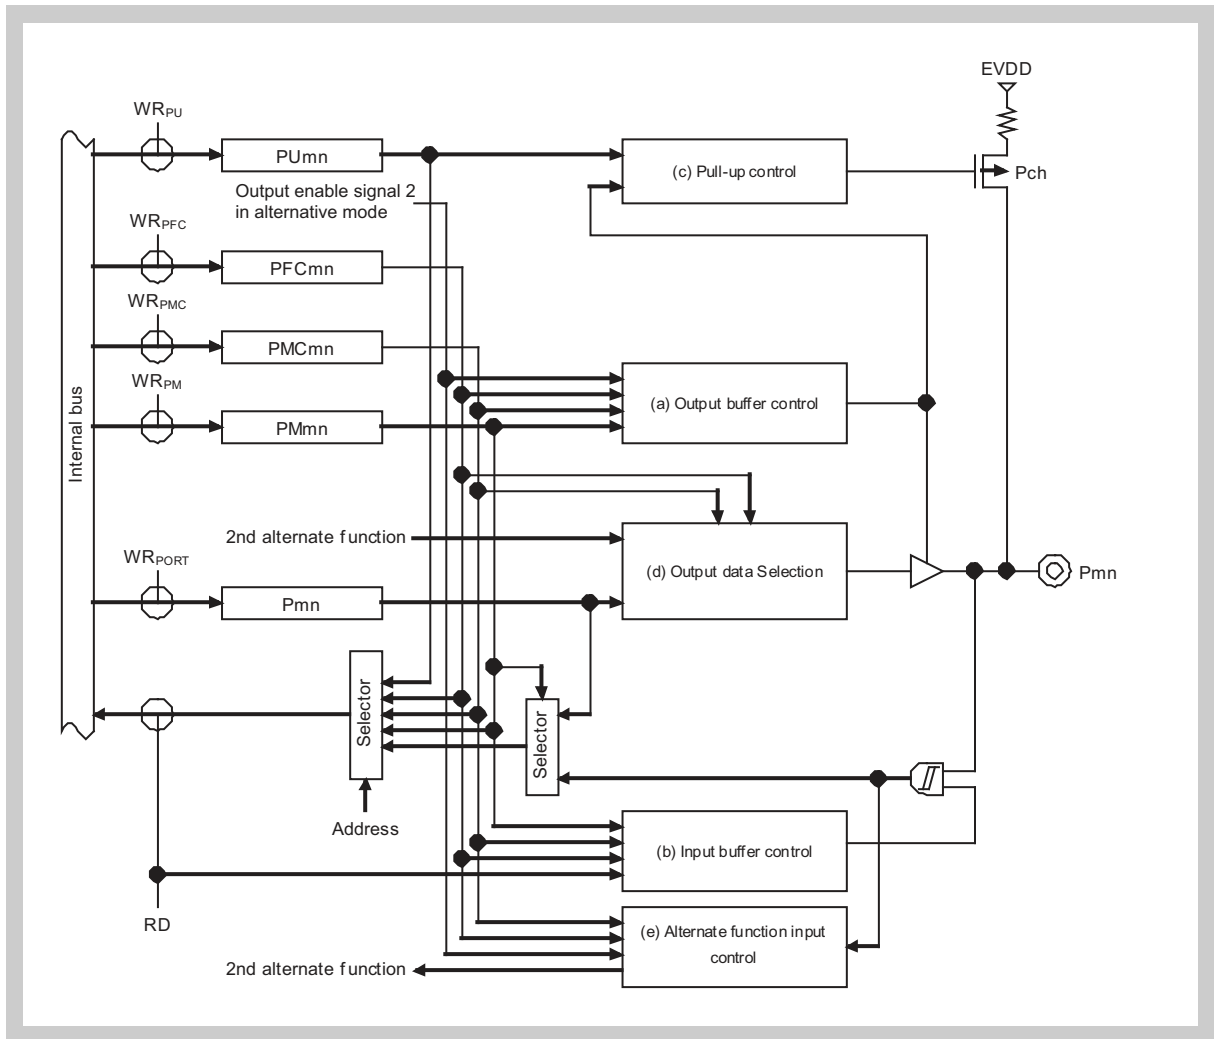 EVDD
WRPU
PUmn
(c) Pull-up control
Pch
Output enable signal 2
in alternative mode
WRPFC
PFCmn
WRPMC
PMCmn
WRPM
PMmn
(a) Output buffer control
Internal bus
2nd alternate function
(d) Output data Selection
WRPORT
Pmn
Pmn
Selector
Selector
Address
(b) Input buffer control
RD
(e) Alternate function input
control
2nd alternate function